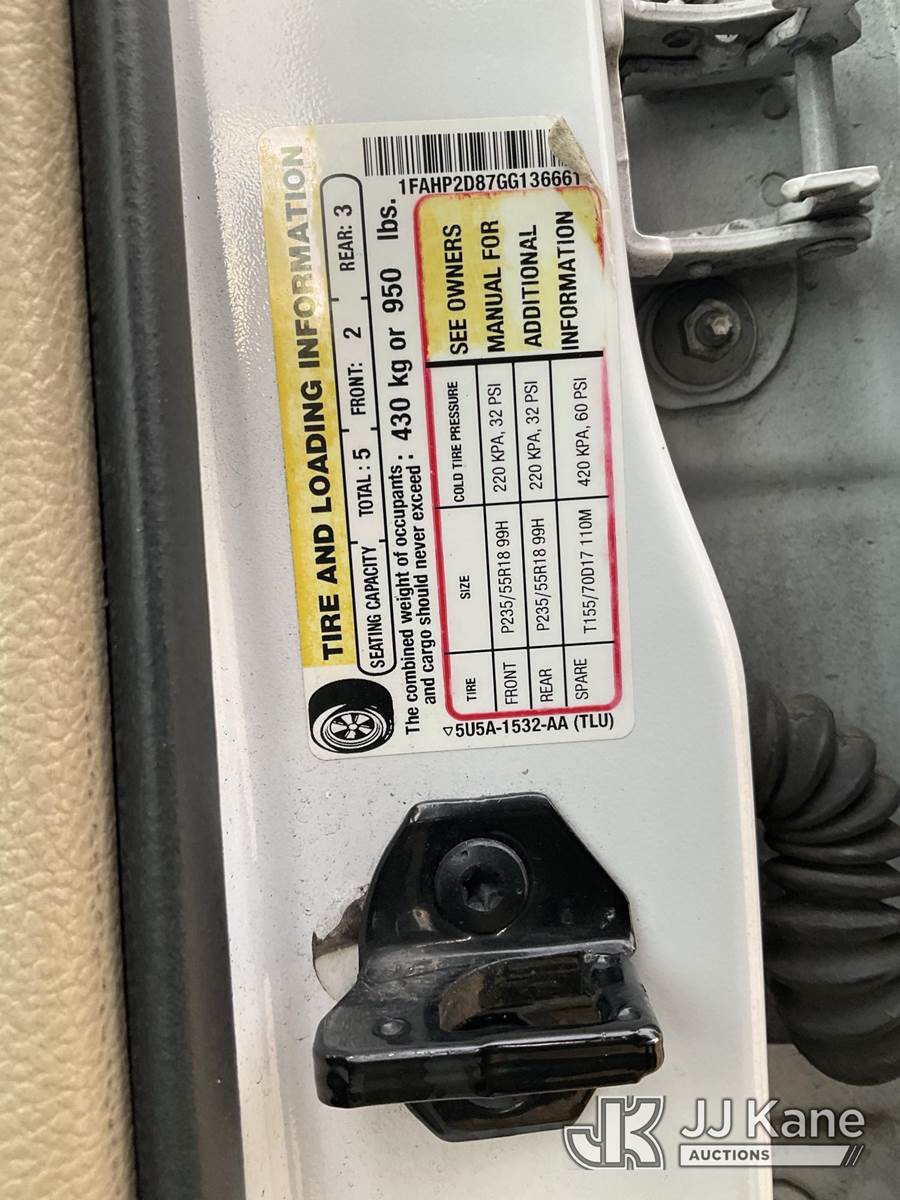 1FAHP2D87GG136661
TIRE AND LOADING INFORMATION
SEATING CAPACITY TOTAL : 5 FRONT: 2 REAR: 3
The combined weight of occupants and cargo should never exceed : 430 kg or 950 lbs.
TIRE SIZE COLD TIRE PRESSURE
FRONT P235/55R18 99H 220 KPA, 32 PSI
REAR P235/55R18 99H 220 KPA, 32 PSI
SPARE T155/70D17 110M 420 KPA, 60 PSI
SEE OWNERS
MANUAL FOR
ADDITIONAL
INFORMATION
5U5A-1532-AA (TLU)
JK JJ Kane
AUCTIONS